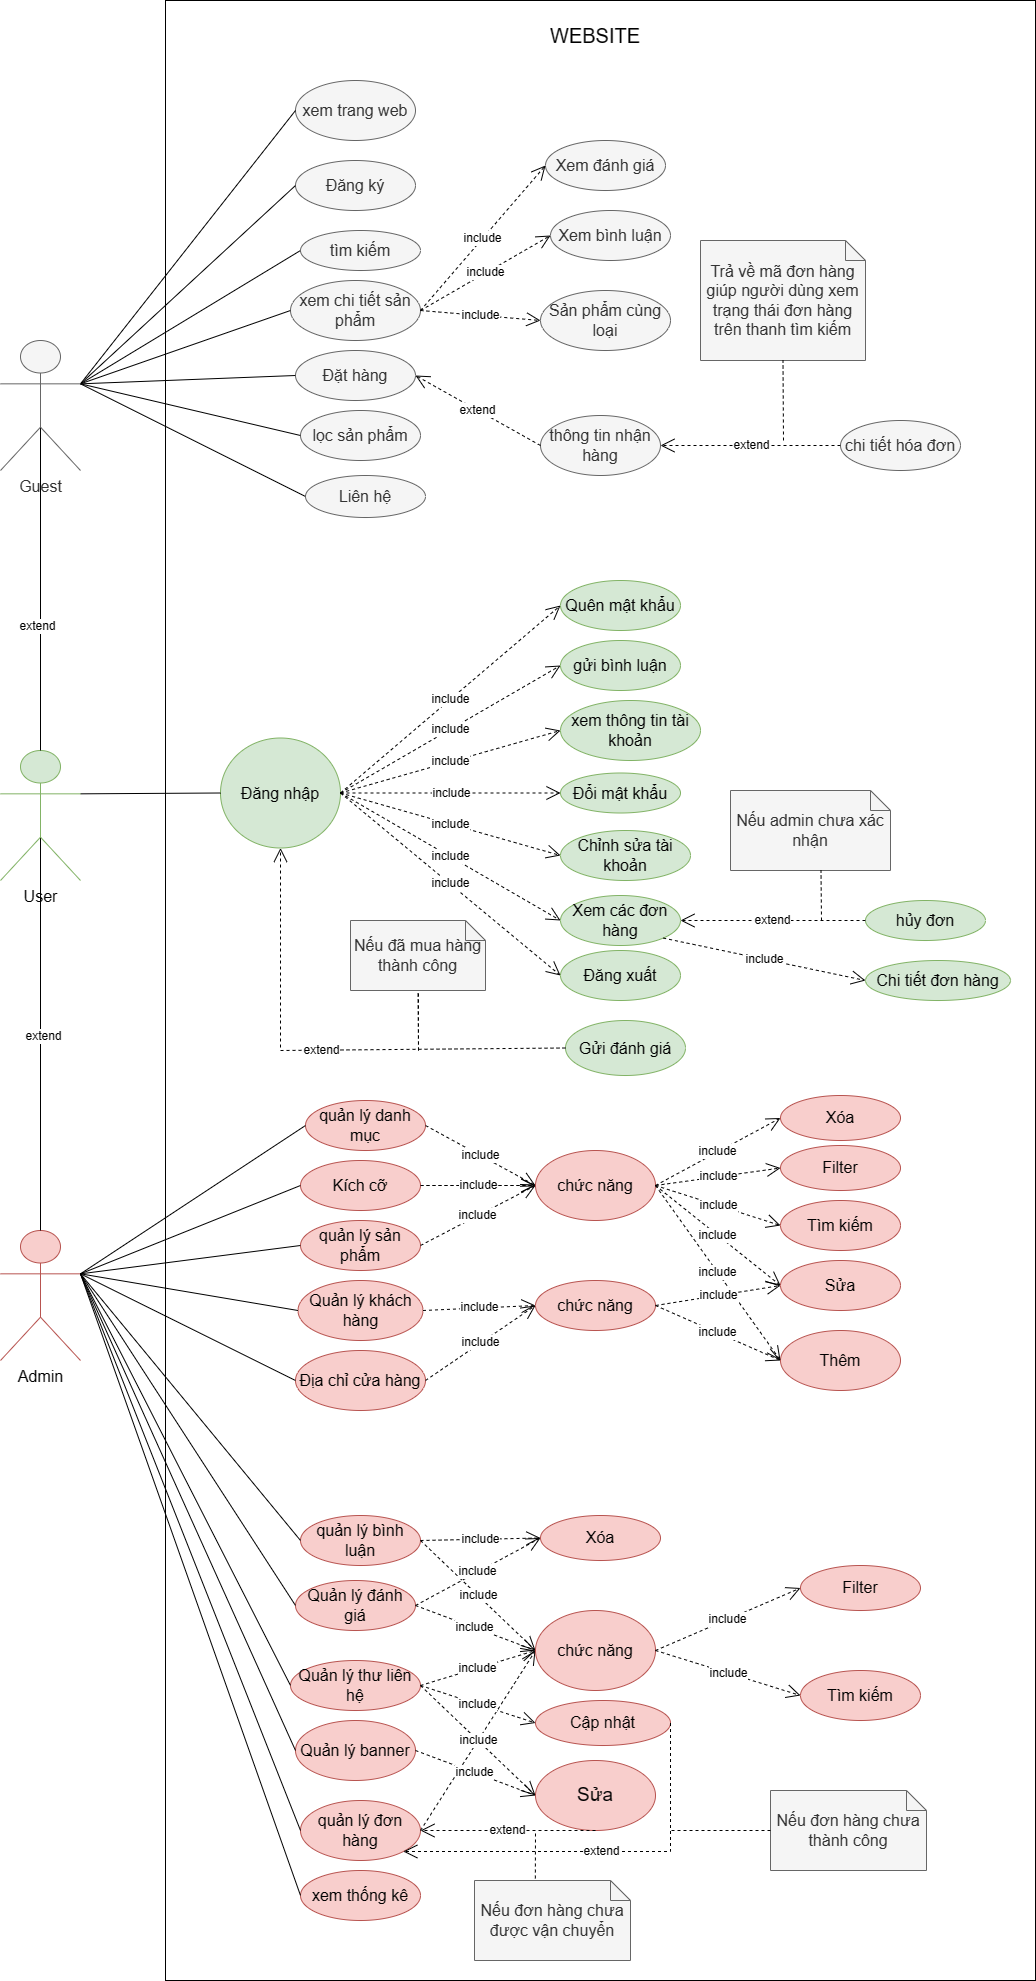 WEBSITE
xem trang web
Đăng ký
tìm kiếm
xem chi tiết sản
phẩm
Đặt hàng
lọc sản phẩm
Liên hệ
Guest
Xem đánh giá
Xem bình luận
Sản phẩm cùng
loại
include
include
include
Trả về mã đơn hàng
giúp người dùng xem
trạng thái đơn hàng
trên thanh tìm kiếm
extend
thông tin nhận
hàng
extend
chi tiết hóa đơn
extend
Quên mật khẩu
gửi bình luận
xem thông tin tài
khoản
Đổi mật khẩu
Chỉnh sửa tài
khoản
Xem các đơn
hàng
Đăng xuất
Gửi đánh giá
include
include
include
include
include
include
include
Đăng nhập
User
Nếu admin chưa xác
nhận
extend
hủy đơn
include
Chi tiết đơn hàng
Nếu đã mua hàng
thành công
extend
extend
quản lý danh
mục
Kích cỡ
quản lý sản
phẩm
Quản lý khách
hàng
Địa chỉ cửa hàng
Admin
include
include
include
include
include
chức năng
chức năng
include
include
include
include
include
include
include
Xóa
Filter
Tìm kiếm
Sửa
Thêm
quản lý bình
luận
Quản lý đánh
giá
Quản lý thư liên
hệ
Quản lý banner
quản lý đơn
hàng
xem thống kê
include
include
include
include
include
include
include
include
Xóa
chức năng
Cập nhật
Sửa
include
include
Filter
Tìm kiếm
extend
extend
Nếu đơn hàng chưa
thành công
Nếu đơn hàng chưa
được vận chuyển